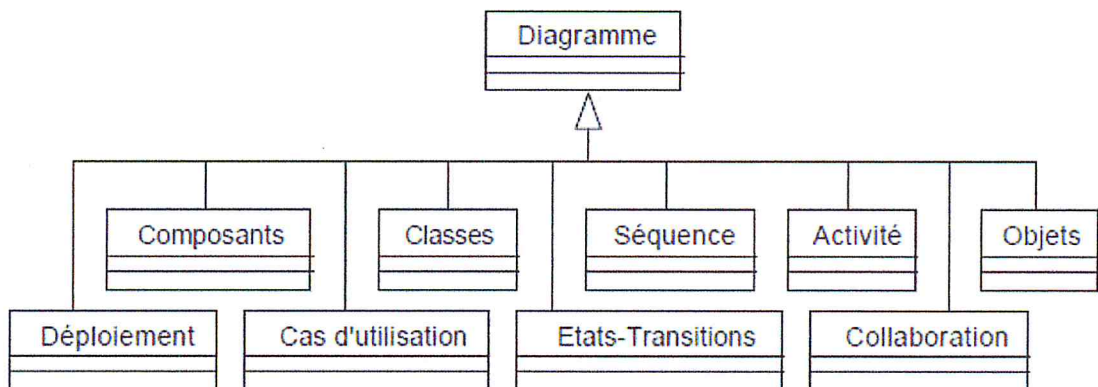 Diagramme
Composants
Classes
Séquence
Activité
Objets
Déploiement
Cas d'utilisation
Etats-Transitions
Collaboration